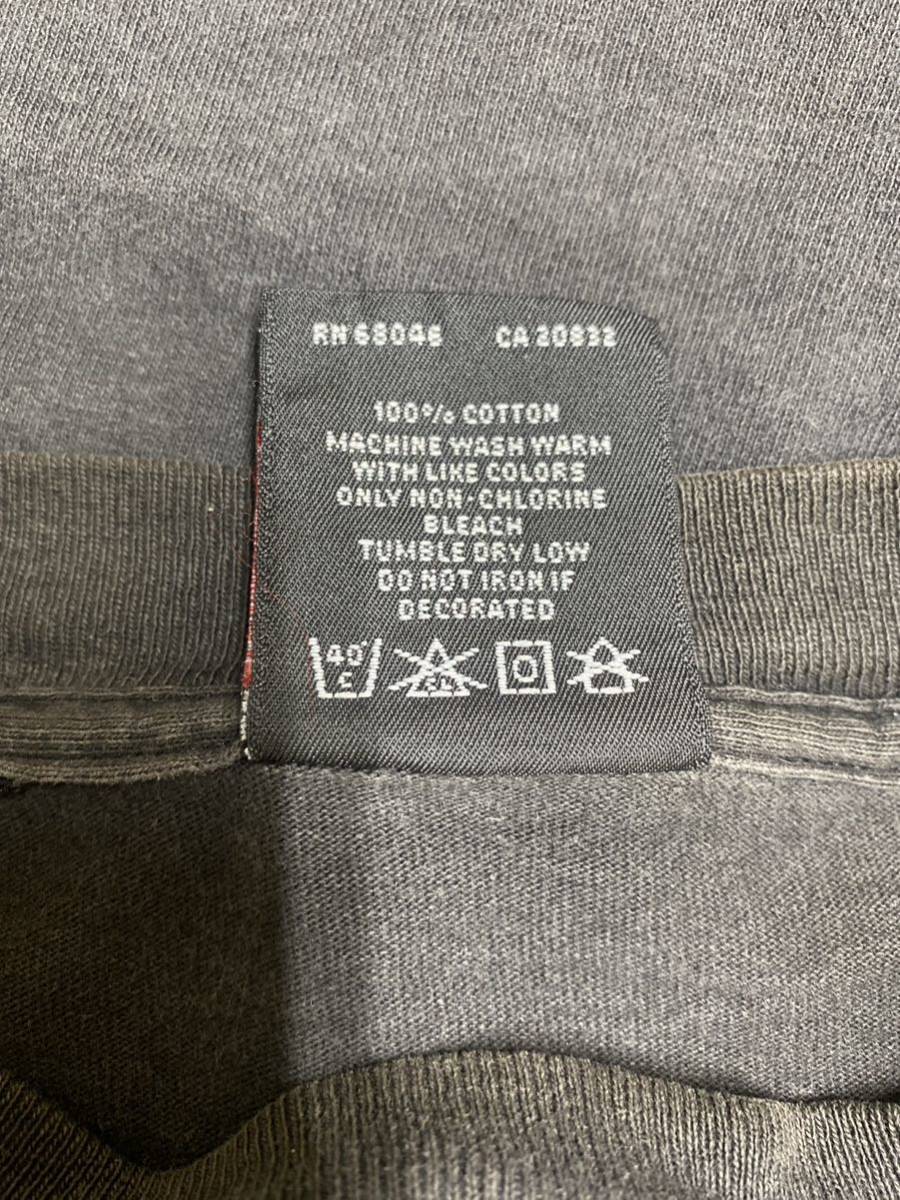 RN 68046 CA 20832
100% COTTON
MACHINE WASH WARM
WITH LIKE COLORS
ONLY NON-CHLORINE
BLEACH
TUMBLE DRY LOW
DO NOT IRON IF
DECORATED
40°
C